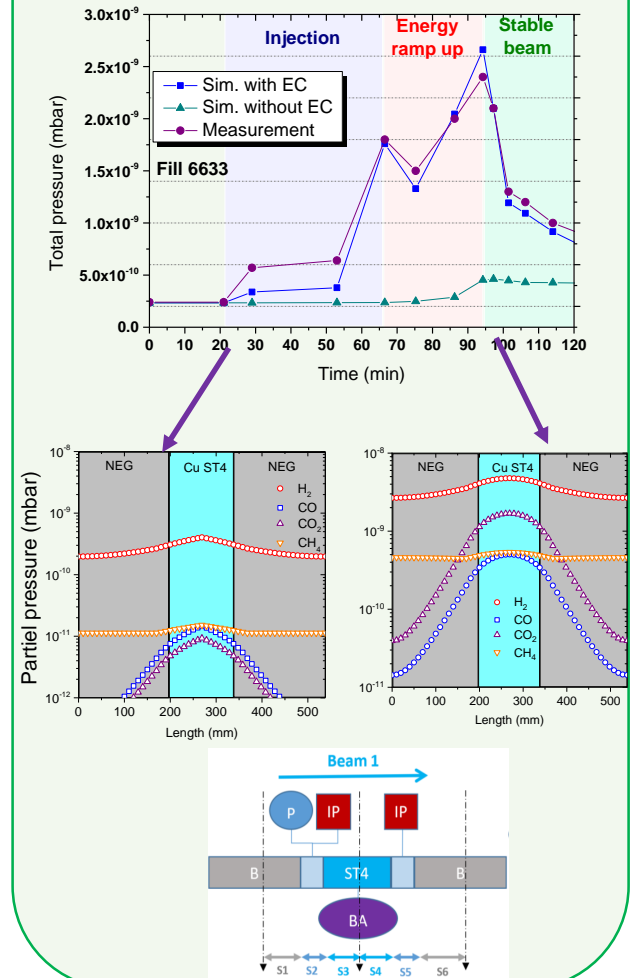 3.0x10-9
2.5x10-9
2.0x10-9
1.5x10-9
1.0x10-9
5.0x10-10
0.0
Total pressure (mbar)
Injection
Energy
ramp up
Stable
beam
Sim. with EC
Sim. without EC
Measurement
Fill 6633
0 10 20 30 40 50 60 70 80 90 100 110 120
Time (min)
Partiel pressure (mbar)
10-8
10-9
10-10
10-11
10-12
NEG Cu ST4 NEG
H2
CO
CO2
CH4
0 100 200 300 400 500
Length (mm)
10-8
10-9
10-10
10-11
NEG Cu ST4 NEG
H2
CO
CO2
CH4
0 100 200 300 400 500
Length (mm)
Beam 1
P IP IP
B ST4 B
BA
S1 S2 S3 S4 S5 S6